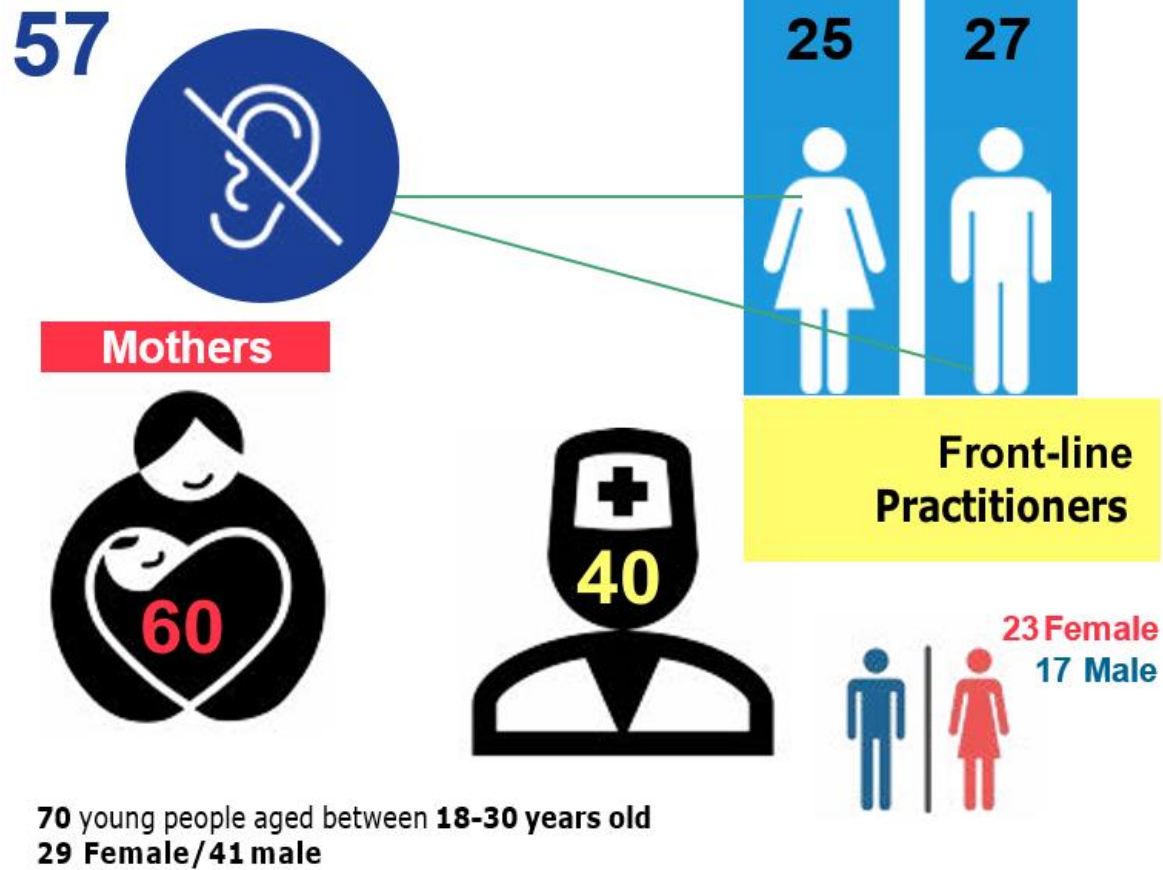 57
25 27
Mothers
Front-line
Practitioners
60
40
23 Female
17 Male
70 young people aged between 18-30 years old
29 Female/41 male